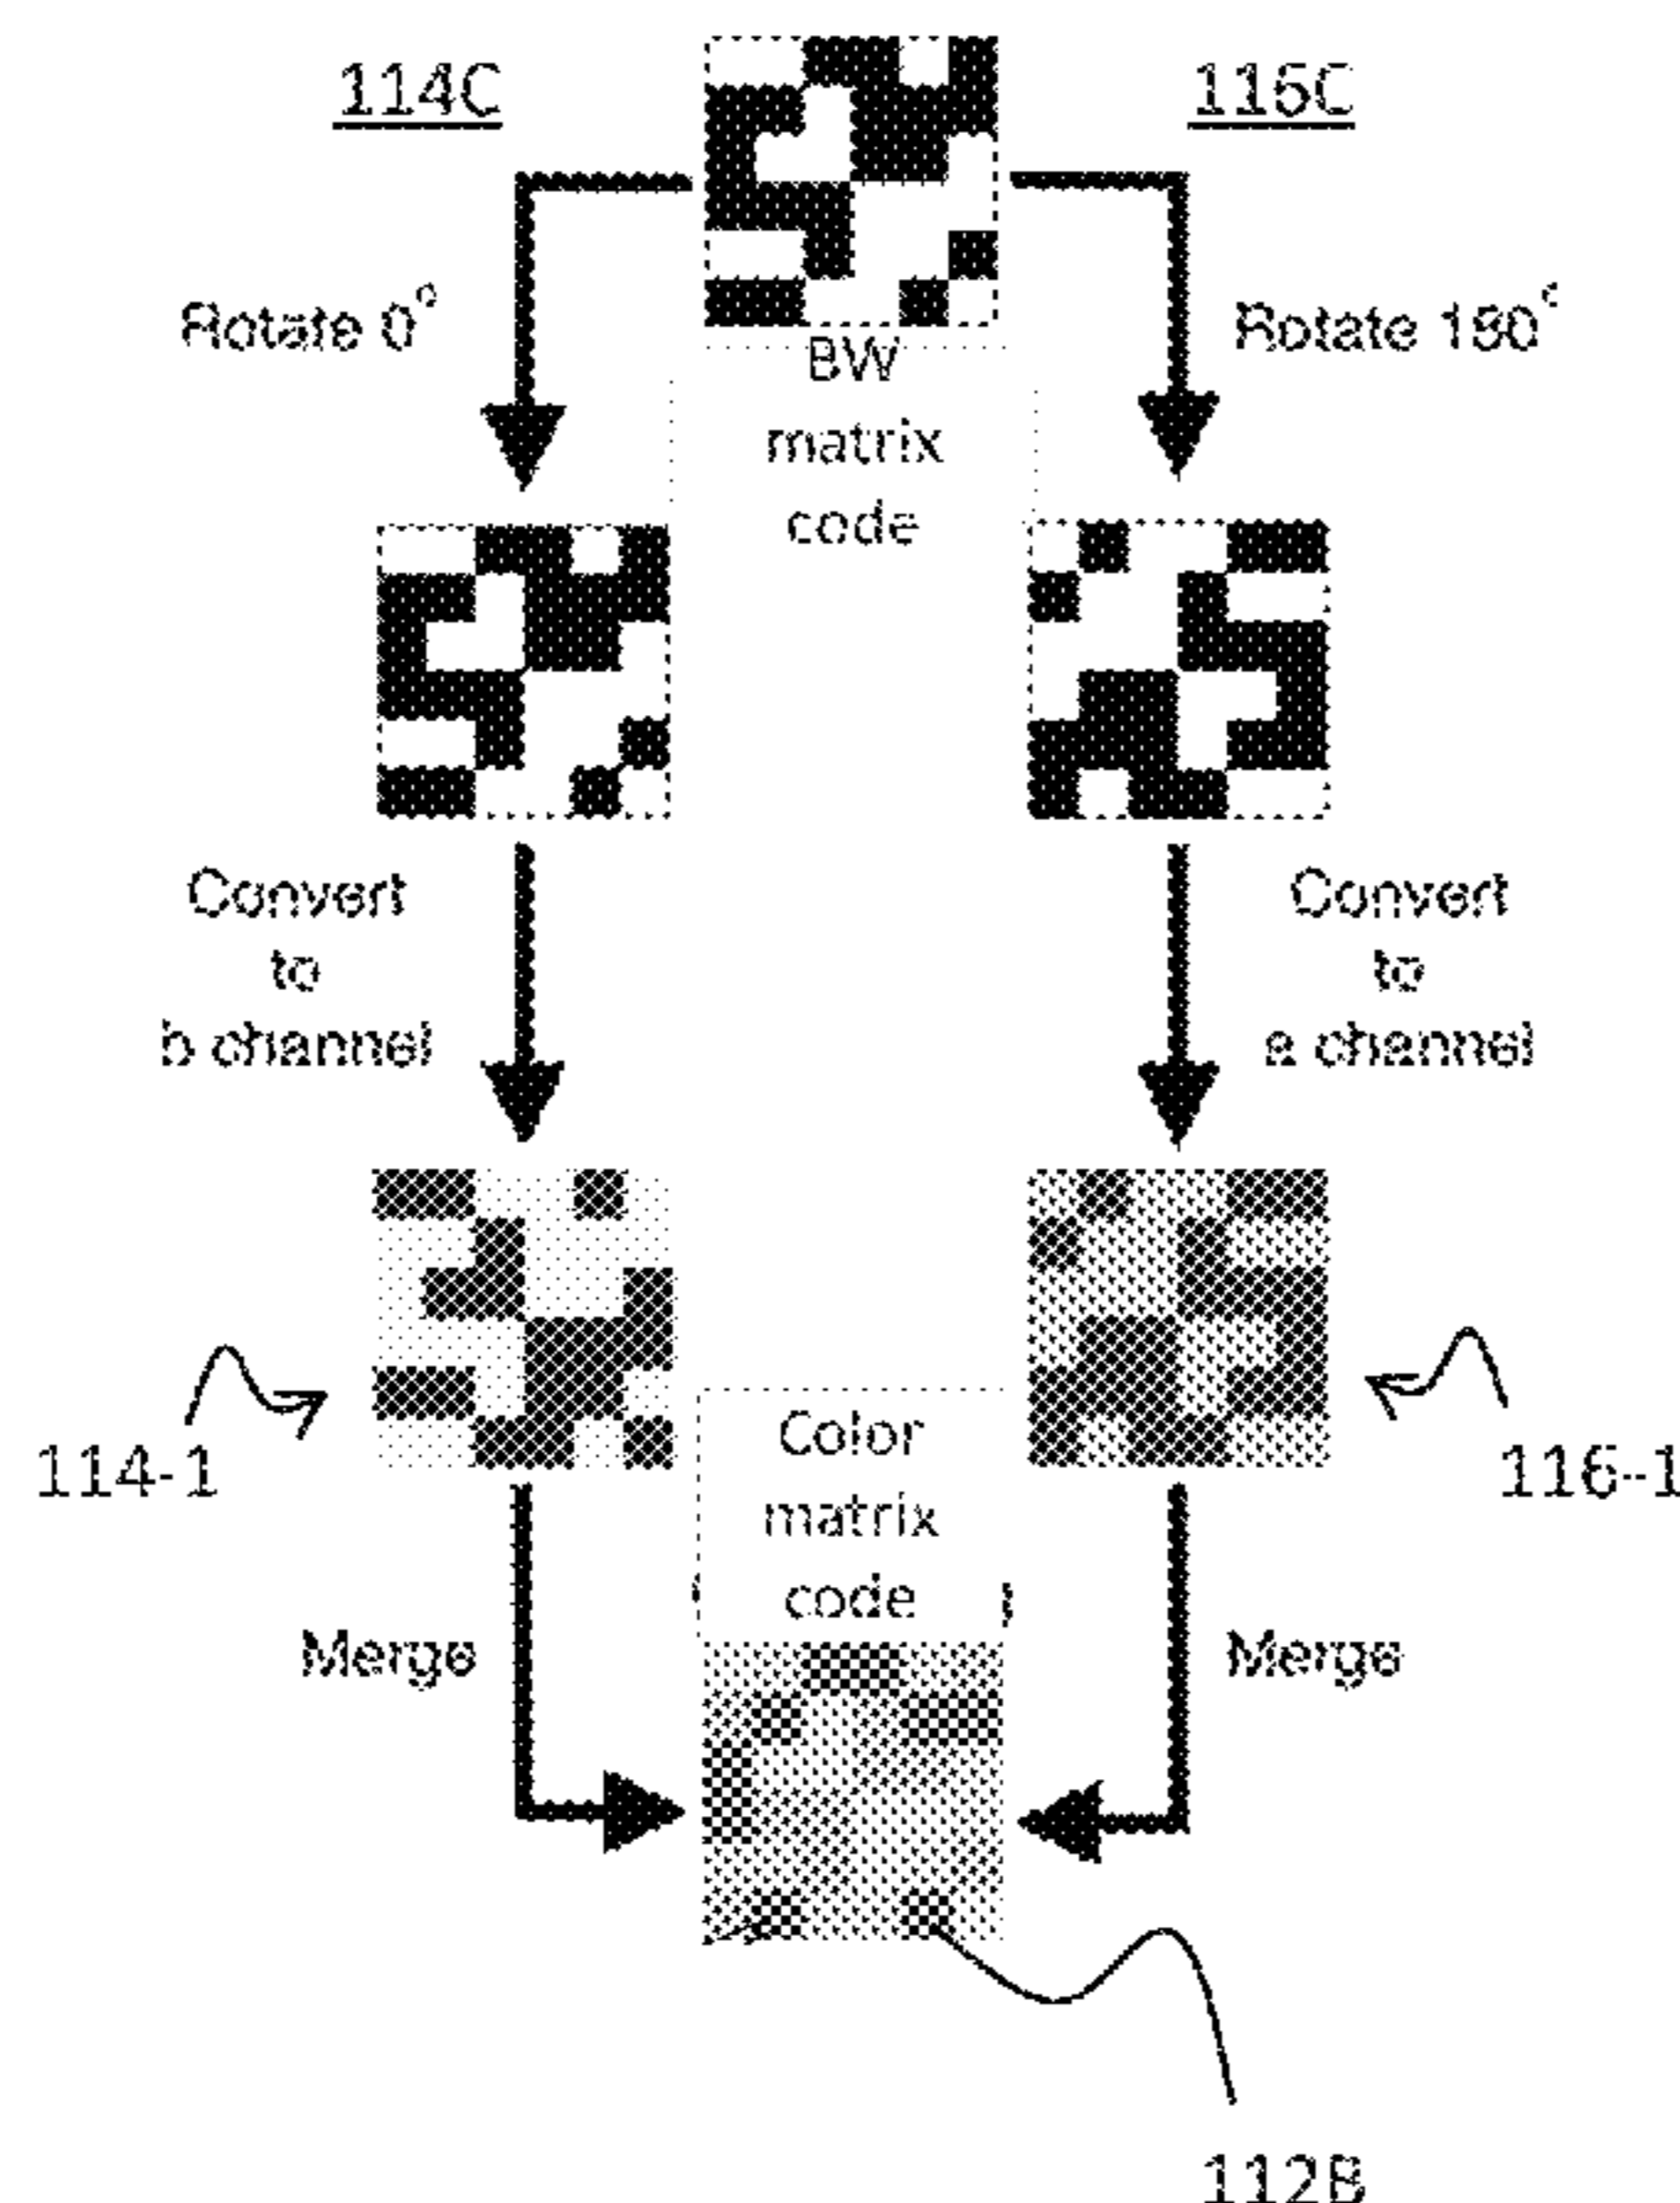 114C
116C
Rotate 0°
Rotate 180°
BW
matrix
code
Convert
to
b channel
Convert
to
a channel
114-1
116-1
Color
matrix
code
Merge
Merge
112B